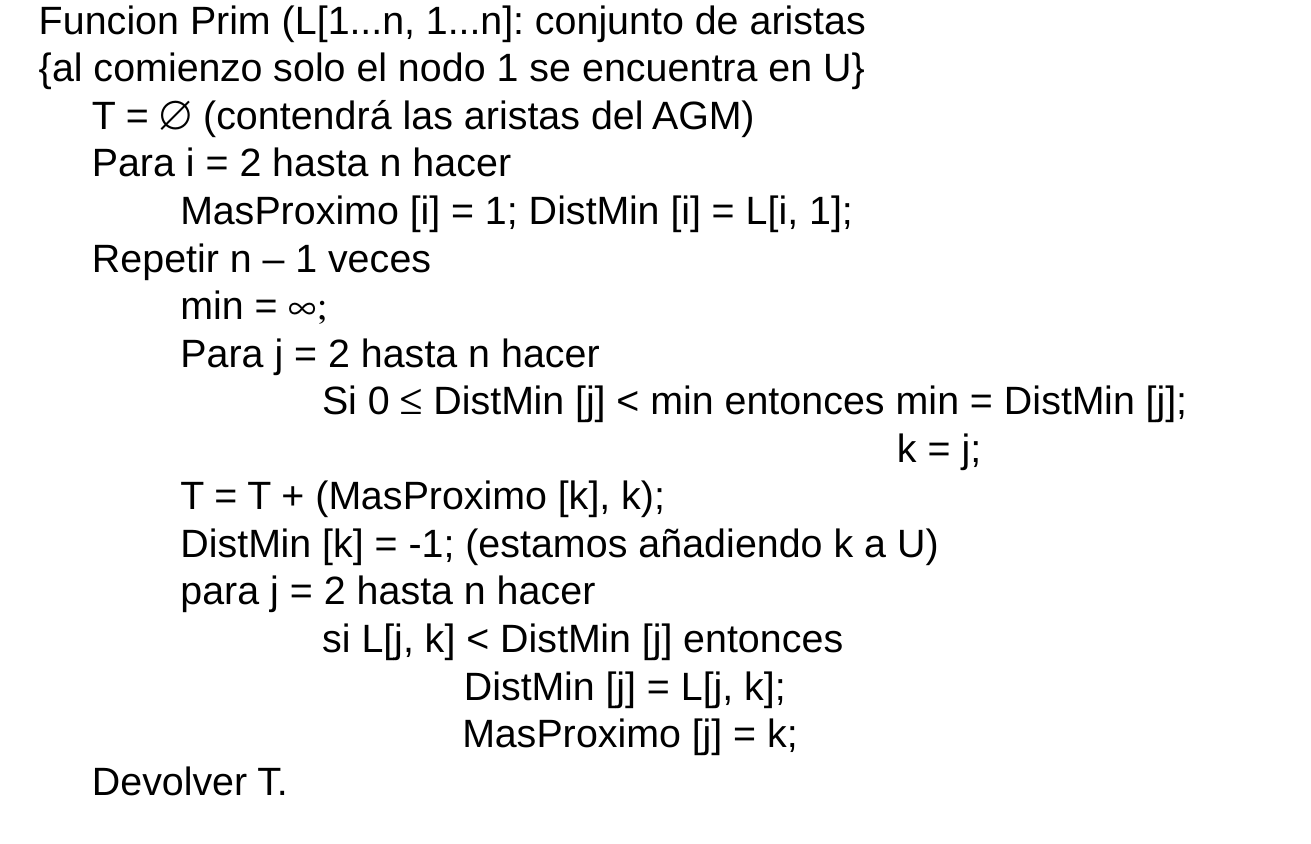 Funcion Prim (L[1...n, 1...n]: conjunto de aristas
{al comienzo solo el nodo 1 se encuentra en U}
T = ∅ (contendrá las aristas del AGM)
Para i = 2 hasta n hacer
MasProximo [i] = 1; DistMin [i] = L[i, 1];
Repetir n – 1 veces
min = ∞;
Para j = 2 hasta n hacer
Si 0 ≤ DistMin [j] < min entonces min = DistMin [j];
k = j;
T = T + (MasProximo [k], k);
DistMin [k] = -1; (estamos añadiendo k a U)
para j = 2 hasta n hacer
si L[j, k] < DistMin [j] entonces
DistMin [j] = L[j, k];
MasProximo [j] = k;
Devolver T.